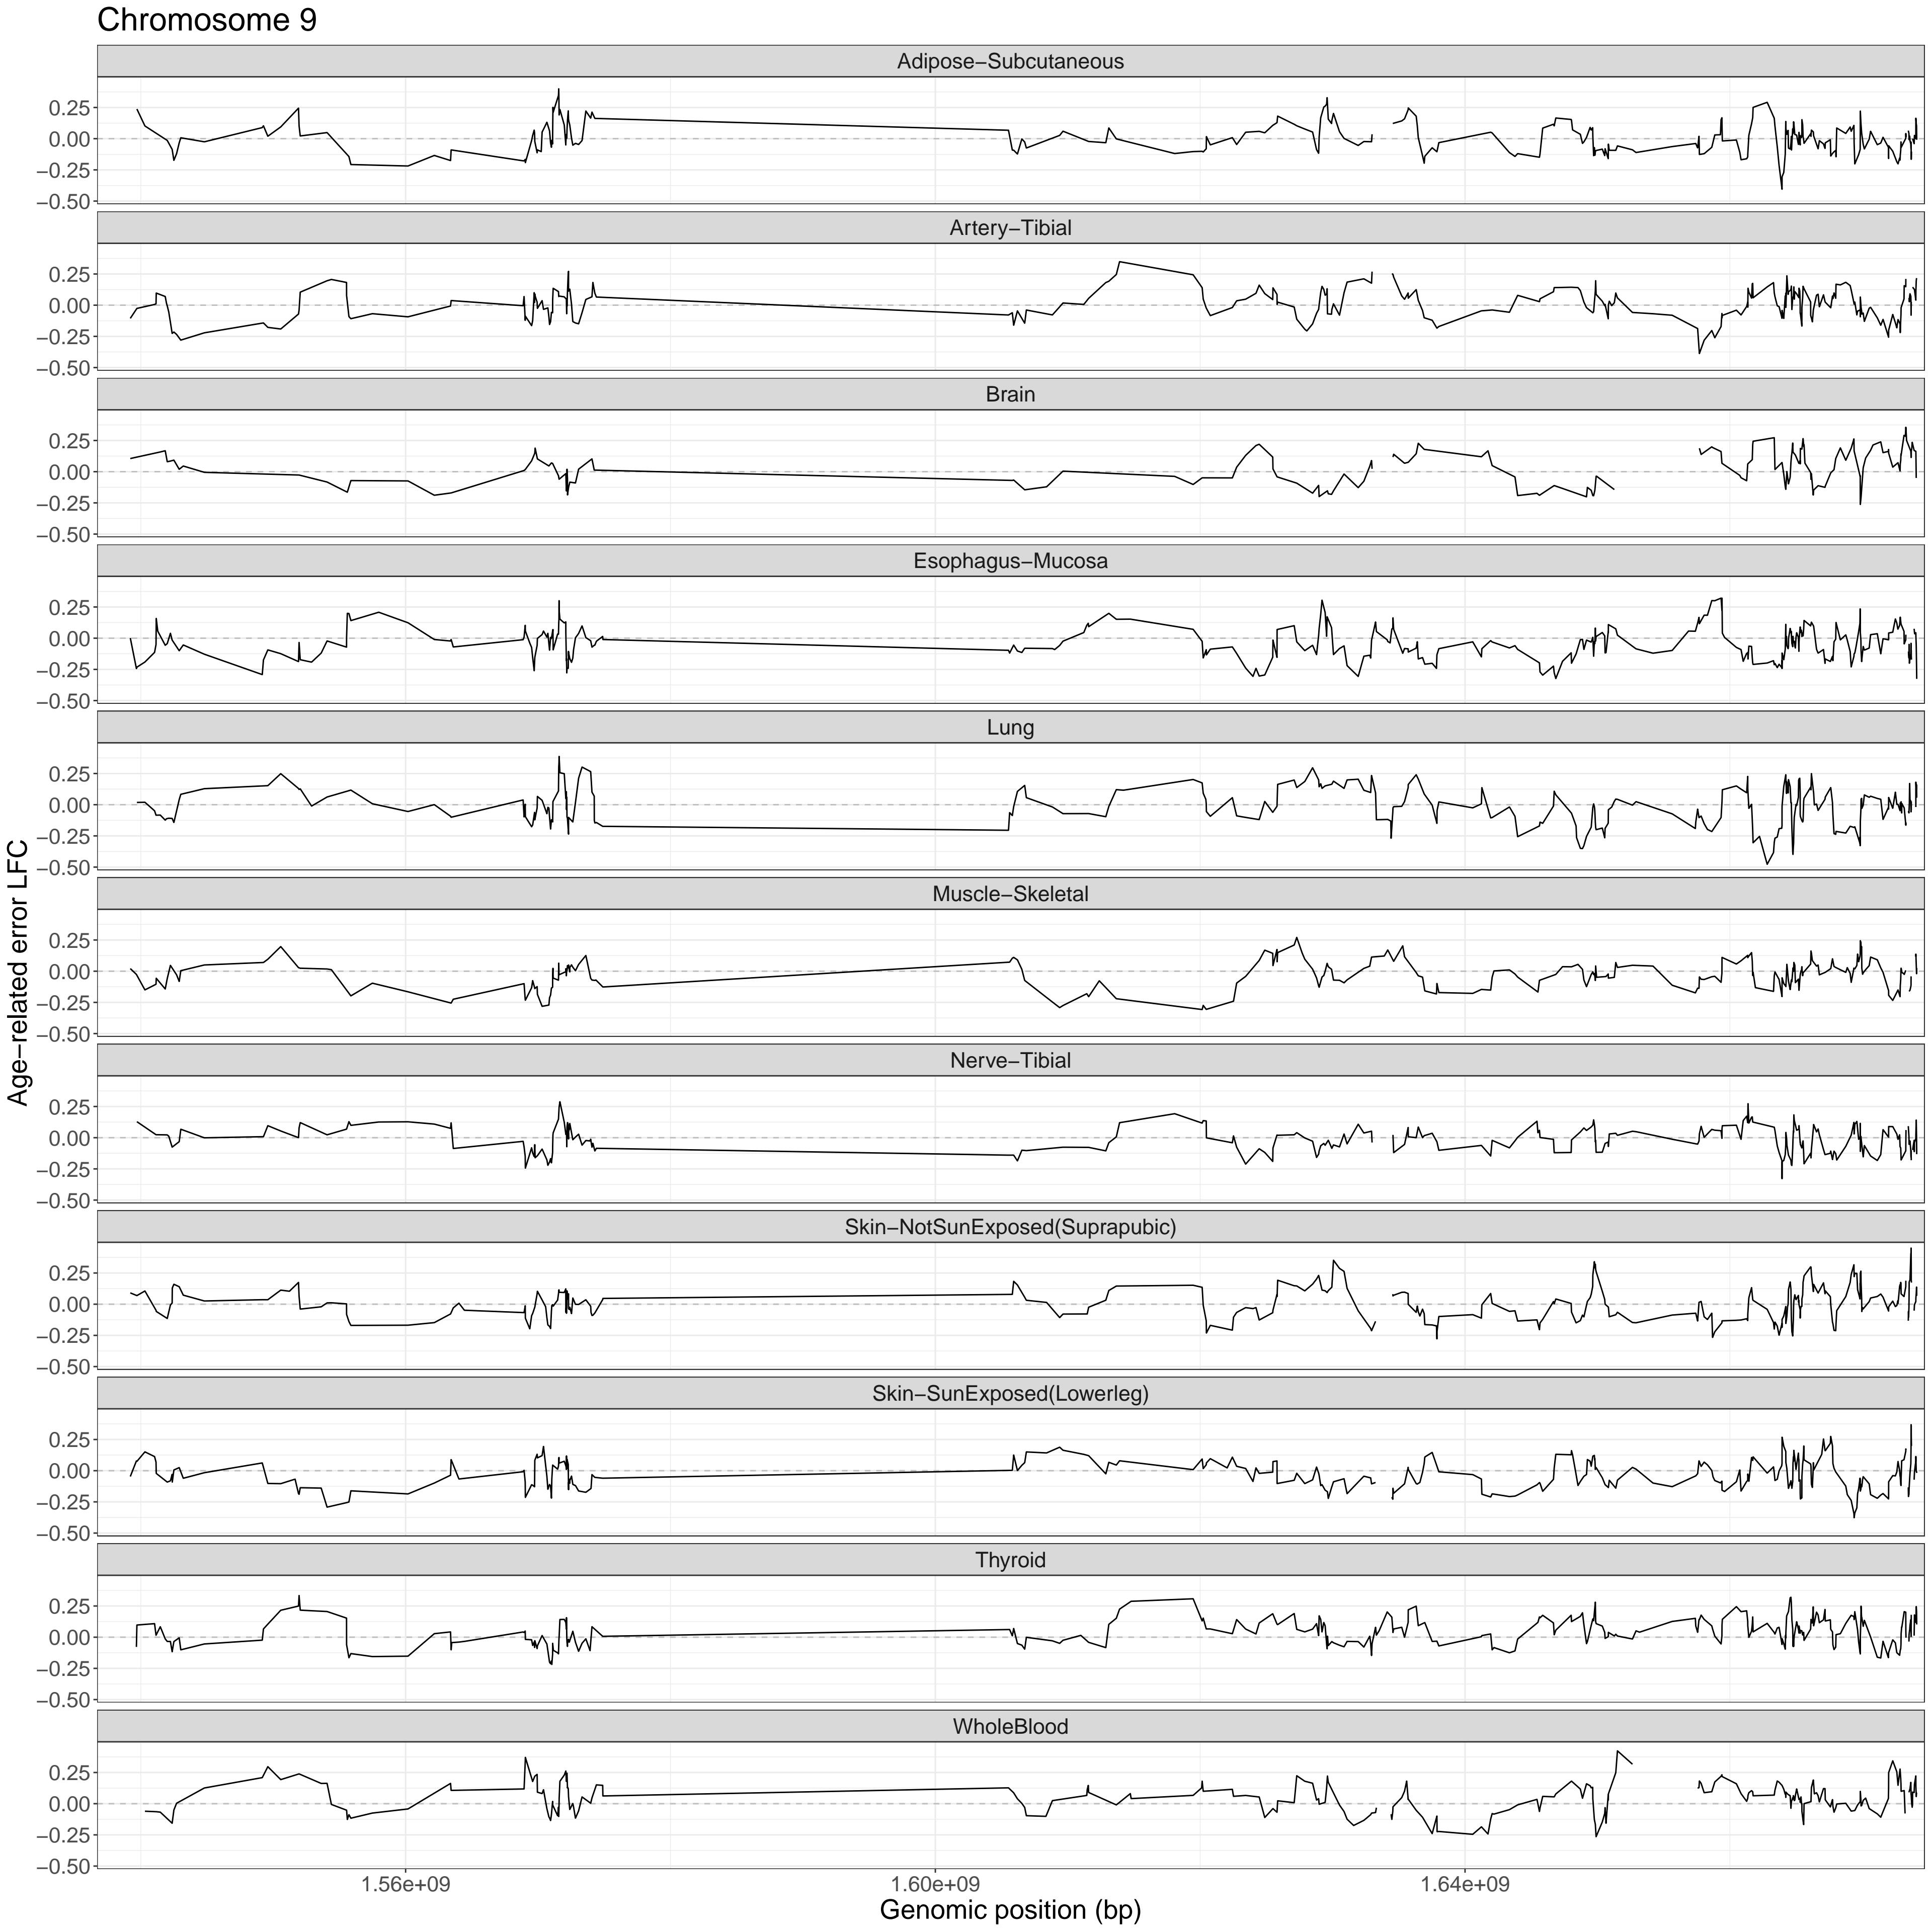 Chromosome 9
Adipose−Subcutaneous
0.25
0.00
−0.25
−0.50
Artery−Tibial
0.25
0.00
−0.25
−0.50
Brain
0.25
0.00
−0.25
−0.50
Esophagus−Mucosa
0.25
0.00
−0.25
−0.50
Lung
0.25
0.00
−0.25
−0.50
Muscle−Skeletal
0.25
0.00
−0.25
−0.50
Nerve−Tibial
0.25
0.00
−0.25
−0.50
Skin−NotSunExposed(Suprapubic)
0.25
0.00
−0.25
−0.50
Skin−SunExposed(Lowerleg)
0.25
0.00
−0.25
−0.50
Thyroid
0.25
0.00
−0.25
−0.50
WholeBlood
0.25
0.00
−0.25
−0.50
Age−related error LFC
1.56e+09 1.60e+09 1.64e+09
Genomic position (bp)